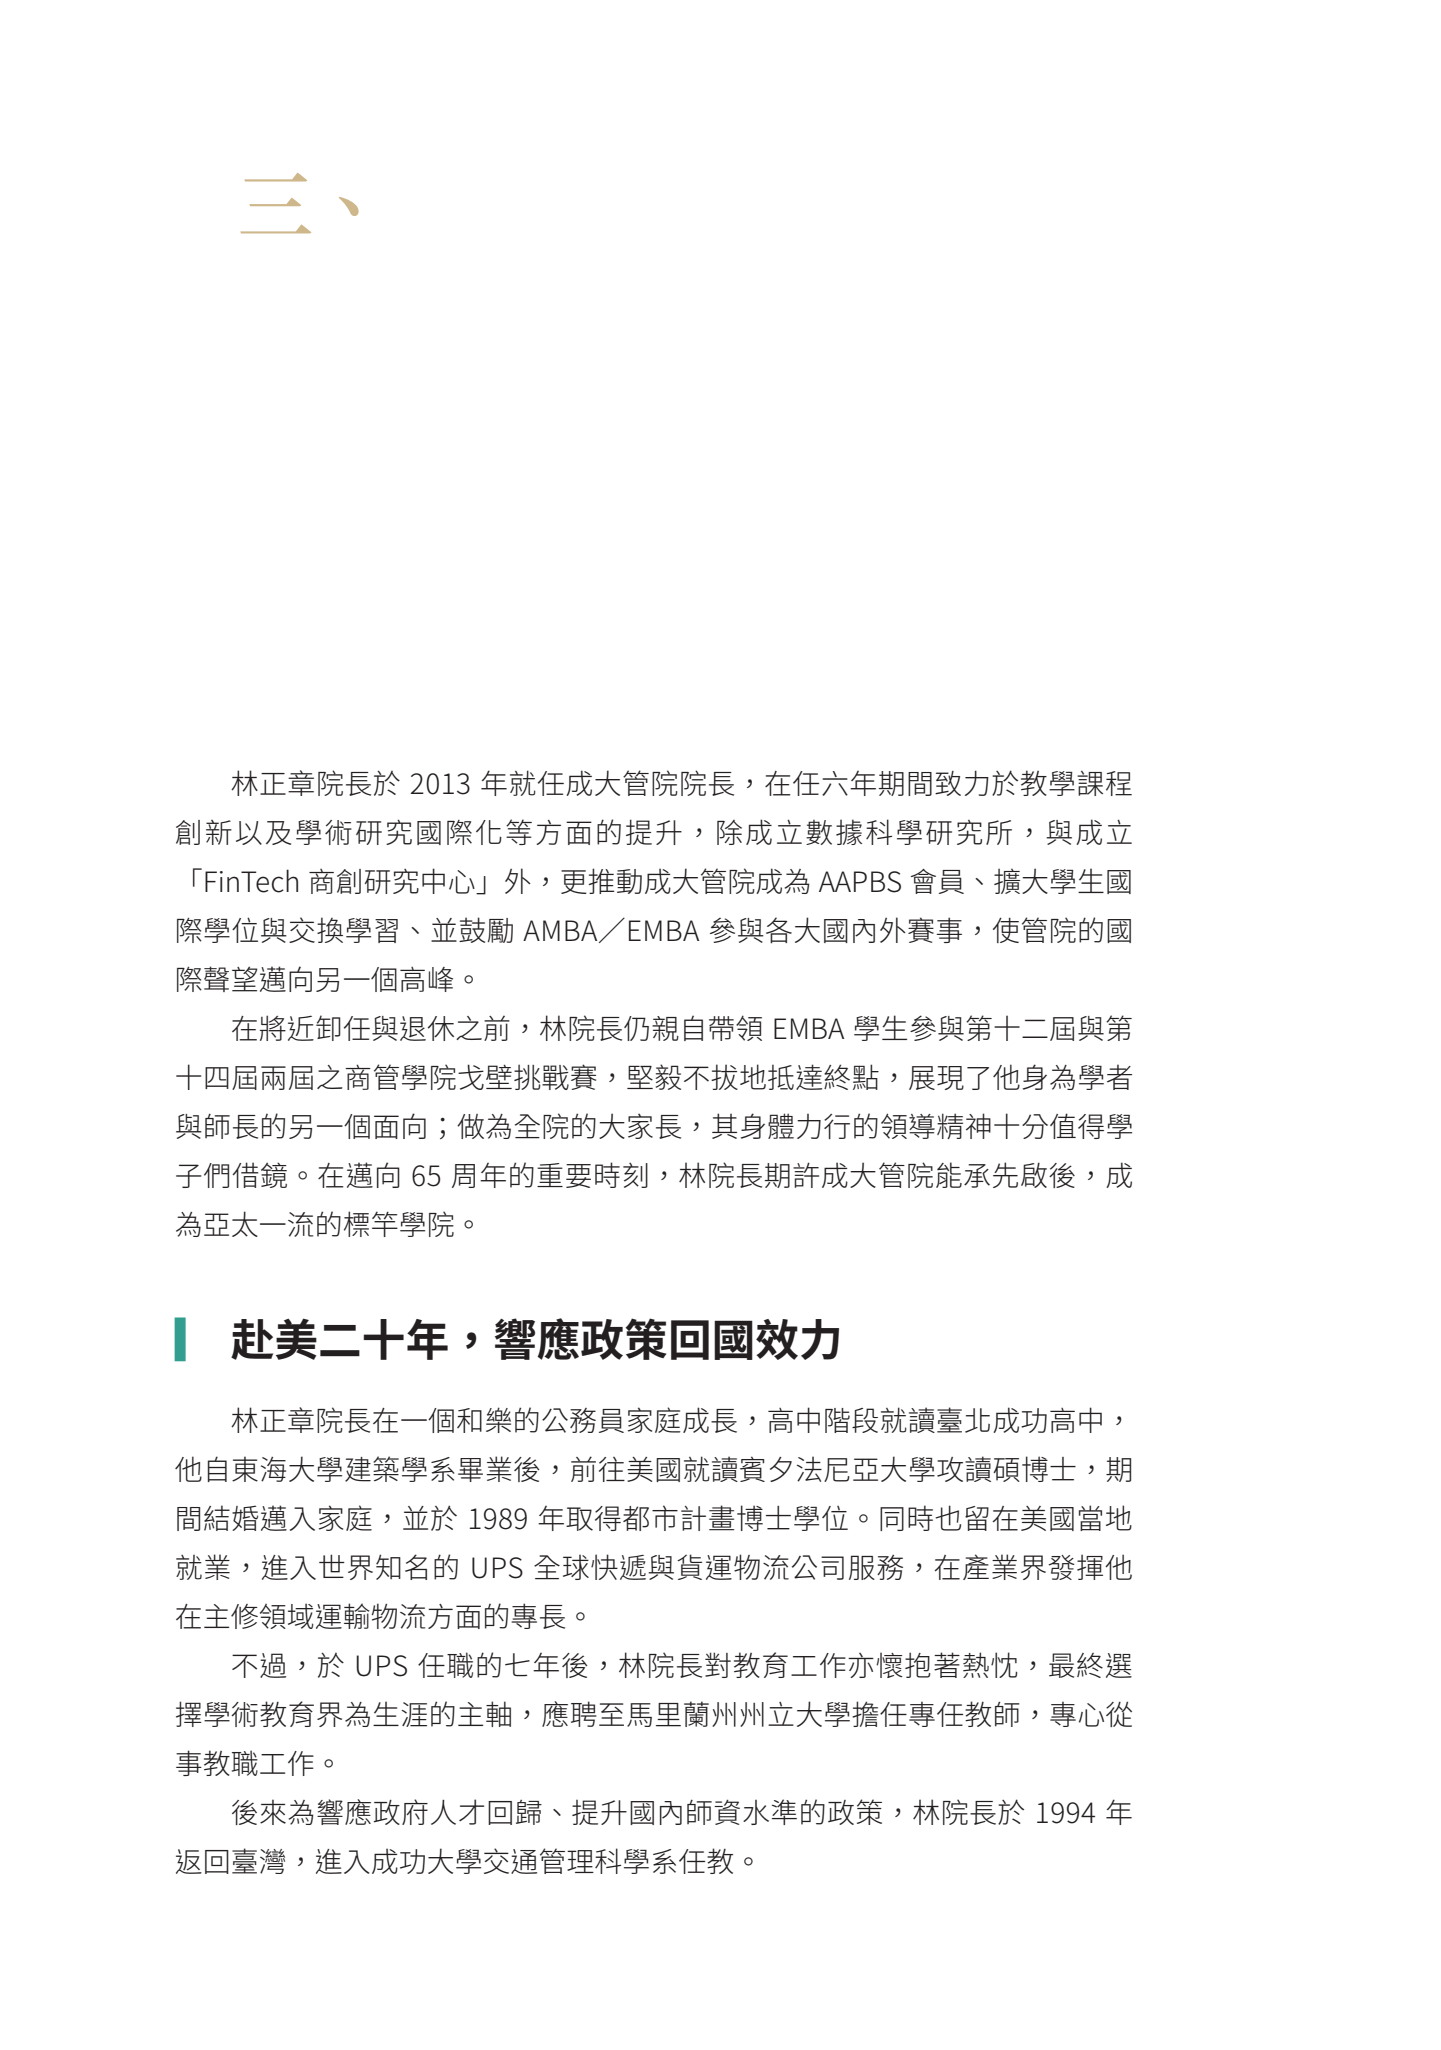 三、
林正章院長於 2013 年就任成大管院院長，在任六年期間致力於教學課程
創新以及學術研究國際化等方面的提升，除成立數據科學研究所，與成立
「FinTech 商創研究中心」外，更推動成大管院成為 AAPBS 會員、擴大學生國
際學位與交換學習、並鼓勵 AMBA／EMBA 參與各大國內外賽事，使管院的國
際聲望邁向另一個高峰。
在將近卸任與退休之前，林院長仍親自帶領 EMBA 學生參與第十二屆與第
十四屆兩屆之商管學院戈壁挑戰賽，堅毅不拔地抵達終點，展現了他身為學者
與師長的另一個面向；做為全院的大家長，其身體力行的領導精神十分值得學
子們借鏡。在邁向 65 周年的重要時刻，林院長期許成大管院能承先啟後，成
為亞太一流的標竿學院。
赴美二十年，響應政策回國效力
林正章院長在一個和樂的公務員家庭成長，高中階段就讀臺北成功高中，
他自東海大學建築學系畢業後，前往美國就讀賓夕法尼亞大學攻讀碩博士，期
間結婚邁入家庭，並於 1989 年取得都市計畫博士學位。同時也留在美國當地
就業，進入世界知名的 UPS 全球快遞與貨運物流公司服務，在產業界發揮他
在主修領域運輸物流方面的專長。
不過，於 UPS 任職的七年後，林院長對教育工作亦懷抱著熱忱，最終選
擇學術教育界為生涯的主軸，應聘至馬里蘭州州立大學擔任專任教師，專心從
事教職工作。
後來為響應政府人才回歸、提升國內師資水準的政策，林院長於 1994 年
返回臺灣，進入成功大學交通管理科學系任教。